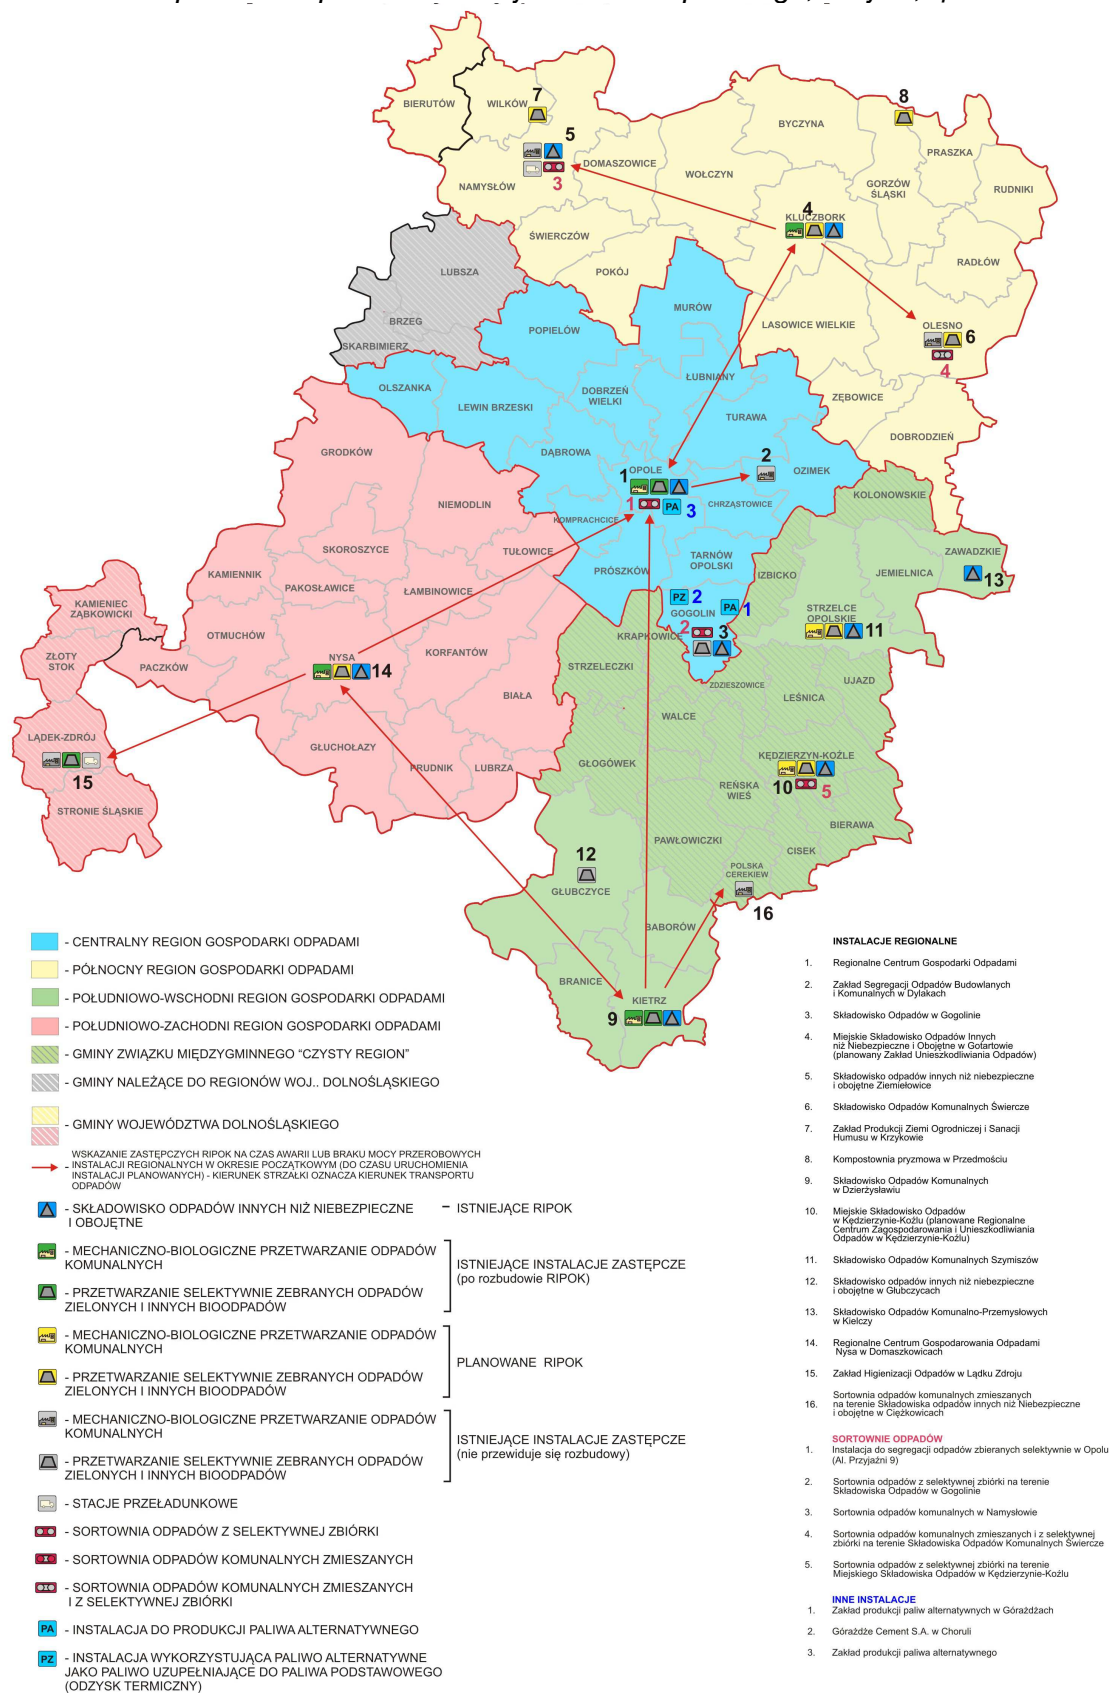 BIERUTÓW
WILKÓW
7
8
BYCZYNA
5
DOMASZOWICE
PRASZKA
WOŁCZYN
GORZÓW
ŚLĄSKI
RUDNIKI
NAMYSŁÓW
3
4
KLUCZBORK
ŚWIERCZÓW
RADŁÓW
LUBSZA
POKÓJ
MURÓW
BRZEG
POPIELÓW
LASOWICE WIELKIE
OLESNO
6
SKARBIMIERZ
4
ŁUBNIANY
OLSZANKA
DOBRZEŃ
WIELKI
ZĘBOWICE
LEWIN BRZESKI
TURAWA
DOBRODZIEŃ
GRODKÓW
DĄBROWA
2
OPOLE
OZIMEK
1
NIEMODLIN
KOLONOWSKIE
1
PA
3
CHRZĄSTOWICE
KOMPRACHCICE
SKOROSZYCE
TUŁOWICE
TARNÓW
OPOLSKI
ZAWADZKIE
KAMIENNIK
PRÓSZKÓW
IZBICKO
JEMIELNICA
13
PAKOSŁAWICE
ŁAMBINOWICE
KAMIENIEC
ZĄBKOWICKI
PZ
2
PA
1
GOGOLIN
STRZELCE
OPOLSKIE
OTMUCHÓW
2
3
11
KRAPKOWICE
ZŁOTY
STOK
PACZKÓW
NYSA
14
KORFANTÓW
STRZELECZKI
ZDZIESZOWICE
UJAZD
BIAŁA
LEŚNICA
WALCE
LĄDEK-ZDRÓJ
GŁUCHOŁAZY
KĘDZIERZYN-KOŹLE
GŁOGÓWEK
15
PRUDNIK
LUBRZA
REŃSKA
WIEŚ
10
5
STRONIE ŚLĄSKIE
BIERAWA
PAWŁOWICZKI
12
CISEK
POLSKA
CEREKIEW
GŁUBCZYCE
16
BABORÓW
BRANICE
KIETRZ
9
- CENTRALNY REGION GOSPODARKI ODPADAMI
- PÓŁNOCNY REGION GOSPODARKI ODPADAMI
- POŁUDNIOWO-WSCHODNI REGION GOSPODARKI ODPADAMI
- POŁUDNIOWO-ZACHODNI REGION GOSPODARKI ODPADAMI
- GMINY ZWIĄZKU MIĘDZYGMINNEGO “CZYSTY REGION”
- GMINY NALEŻĄCE DO REGIONÓW WOJ.. DOLNOŚLĄSKIEGO
- GMINY WOJEWÓDZTWA DOLNOŚLĄSKIEGO
WSKAZANIE ZASTĘPCZYCH RIPOK NA CZAS AWARII LUB BRAKU MOCY PRZEROBOWYCH
- INSTALACJI REGIONALNYCH W OKRESIE POCZĄTKOWYM (DO CZASU URUCHOMIENIA
INSTALACJI PLANOWANYCH) - KIERUNEK STRZAŁKI OZNACZA KIERUNEK TRANSPORTU
ODPADÓW
- SKŁADOWISKO ODPADÓW INNYCH NIŻ NIEBEZPIECZNE
I OBOJĘTNE
– ISTNIEJĄCE RIPOK
- MECHANICZNO-BIOLOGICZNE PRZETWARZANIE ODPADÓW
KOMUNALNYCH
ISTNIEJĄCE INSTALACJE ZASTĘPCZE
(po rozbudowie RIPOK)
- PRZETWARZANIE SELEKTYWNIE ZEBRANYCH ODPADÓW
ZIELONYCH I INNYCH BIOODPADÓW
- MECHANICZNO-BIOLOGICZNE PRZETWARZANIE ODPADÓW
KOMUNALNYCH
PLANOWANE RIPOK
- PRZETWARZANIE SELEKTYWNIE ZEBRANYCH ODPADÓW
ZIELONYCH I INNYCH BIOODPADÓW
- MECHANICZNO-BIOLOGICZNE PRZETWARZANIE ODPADÓW
KOMUNALNYCH
ISTNIEJĄCE INSTALACJE ZASTĘPCZE
(nie przewiduje się rozbudowy)
- PRZETWARZANIE SELEKTYWNIE ZEBRANYCH ODPADÓW
ZIELONYCH I INNYCH BIOODPADÓW
- STACJE PRZEŁADUNKOWE
- SORTOWNIA ODPADÓW Z SELEKTYWNEJ ZBIÓRKI
- SORTOWNIA ODPADÓW KOMUNALNYCH ZMIESZANYCH
- SORTOWNIA ODPADÓW KOMUNALNYCH ZMIESZANYCH
I Z SELEKTYWNEJ ZBIÓRKI
PA - INSTALACJA DO PRODUKCJI PALIWA ALTERNATYWNEGO
PZ - INSTALACJA WYKORZYSTUJĄCA PALIWO ALTERNATYWNE
JAKO PALIWO UZUPEŁNIAJĄCE DO PALIWA PODSTAWOWEGO
(ODZYSK TERMICZNY)
INSTALACJE REGIONALNE
1. Regionalne Centrum Gospodarki Odpadami
2. Zakład Segregacji Odpadów Budowlanych
i Komunalnych w Dylakach
3. Składowisko Odpadów w Gogolinie
4. Miejskie Składowisko Odpadów Innych
niż Niebezpieczne i Obojętne w Gotartowie
(planowany Zakład Unieszkodliwiania Odpadów)
5. Składowisko odpadów innych niż niebezpieczne
i obojętne Ziemiełowice
6. Składowisko Odpadów Komunalnych Świercze
7. Zakład Produkcji Ziemi Ogrodniczej i Sanacji
Humusu w Krzykowie
8. Kompostownia pryzmowa w Przedmościu
9. Składowisko Odpadów Komunalnych
w Dzierżysławiu
10. Miejskie Składowisko Odpadów
w Kędzierzynie-Koźlu (planowane Regionalne
Centrum Zagospodarowania i Unieszkodliwiania
Odpadów w Kędzierzynie-Koźlu)
11. Składowisko Odpadów Komunalnych Szymiszów
12. Składowisko odpadów innych niż niebezpieczne
i obojętne w Głubczycach
13. Składowisko Odpadów Komunalno-Przemysłowych
w Kielczy
14. Regionalne Centrum Gospodarowania Odpadami
Nysa w Domaszkowicach
15. Zakład Higienizacji Odpadów w Lądku Zdroju
Sortownia odpadów komunalnych zmieszanych
16. na terenie Składowiska odpadów innych niż Niebezpieczne
i obojętne w Ciężkowicach
SORTOWNIE ODPADÓW
1. Instalacja do segregacji odpadów zbieranych selektywnie w Opolu
(Al. Przyjaźni 9)
2. Sortownia odpadów z selektywnej zbiórki na terenie
Składowiska Odpadów w Gogolinie
3. Sortownia odpadów komunalnych w Namysłowie
4. Sortownia odpadów komunalnych zmieszanych i z selektywnej
zbiórki na terenie Składowiska Odpadów Komunalnych Świercze
5. Sortownia odpadów z selektywnej zbiórki na terenie
Miejskiego Składowiska Odpadów w Kędzierzynie-Koźlu
INNE INSTALACJE
1. Zakład produkcji paliw alternatywnych w Górażdżach
2. Górażdże Cement S.A. w Choruli
3. Zakład produkcji paliwa alternatywnego